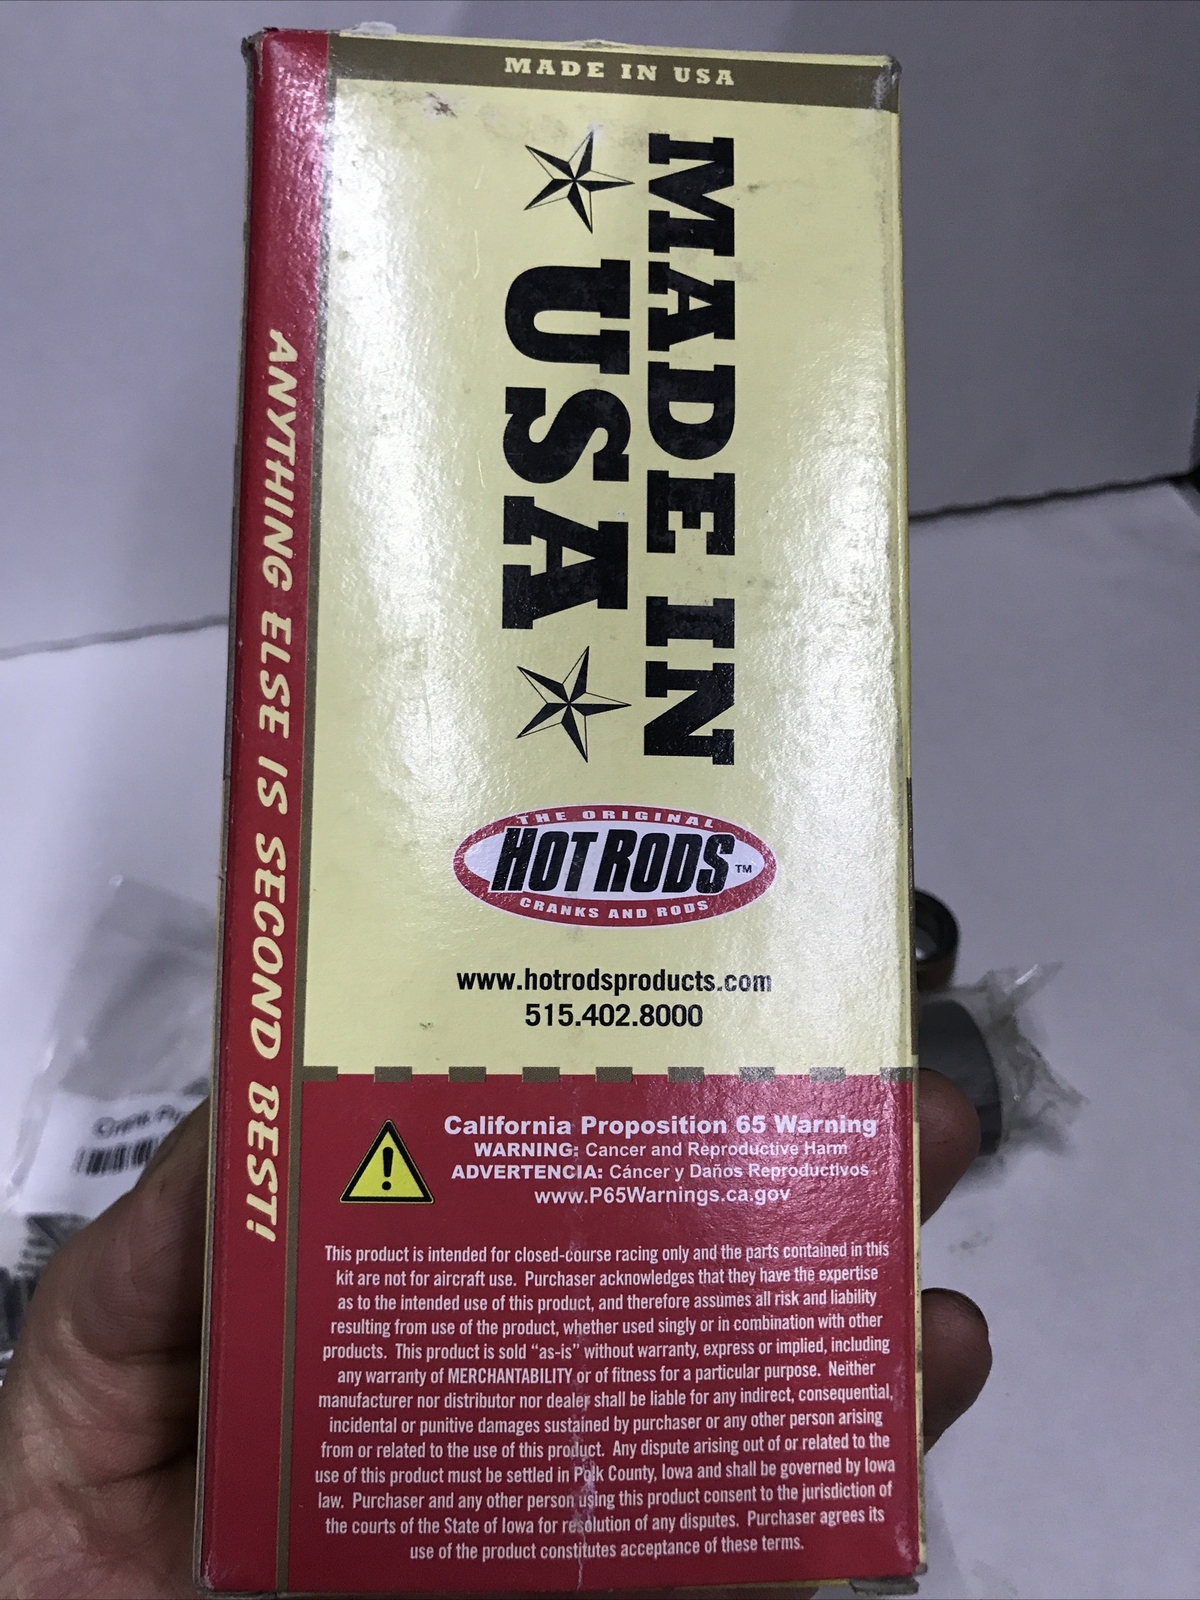 MADE IN USA
MADE IN
USA
THE ORIGINAL
HOT RODS™
CRANKS AND RODS
www.hotrodsproducts.com
515.402.8000
ANYTHING ELSE IS SECOND BEST!
California Proposition 65 Warning
WARNING: Cancer and Reproductive Harm
ADVERTENCIA: Cáncer y Daños Reproductivos
www.P65Warnings.ca.gov
This product is intended for closed-course racing only and the parts contained in this
kit are not for aircraft use. Purchaser acknowledges that they have the expertise
as to the intended use of this product, and therefore assumes all risk and liability
resulting from use of the product, whether used singly or in combination with other
products. This product is sold “as-is” without warranty, express or implied, including
any warranty of MERCHANTABILITY or of fitness for a particular purpose. Neither
manufacturer nor distributor nor dealer shall be liable for any indirect, consequential,
incidental or punitive damages sustained by purchaser or any other person arising
from or related to the use of this product. Any dispute arising out of or related to the
use of this product must be settled in Polk County, Iowa and shall be governed by Iowa
law. Purchaser and any other person using this product consent to the jurisdiction of
the courts of the State of Iowa for resolution of any disputes. Purchaser agrees its
use of the product constitutes acceptance of these terms.